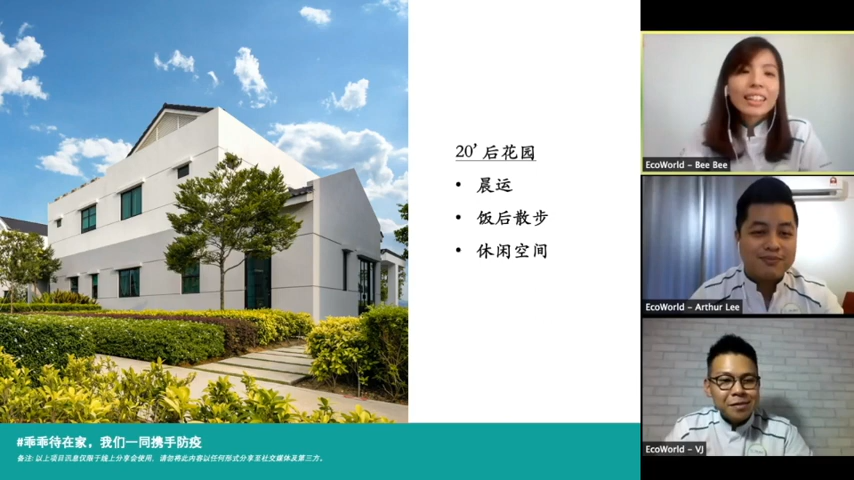 20’ 后花园
• 晨运
• 饭后散步
• 休闲空间
#乖乖待在家，我们一同携手防疫
备注: 以上项目讯息仅限于线上分享会使用，请勿将此内容以任何形式分享至社交媒体及第三方。
EcoWorld – Bee Bee
EcoWorld – Arthur Lee
EcoWorld – VJ